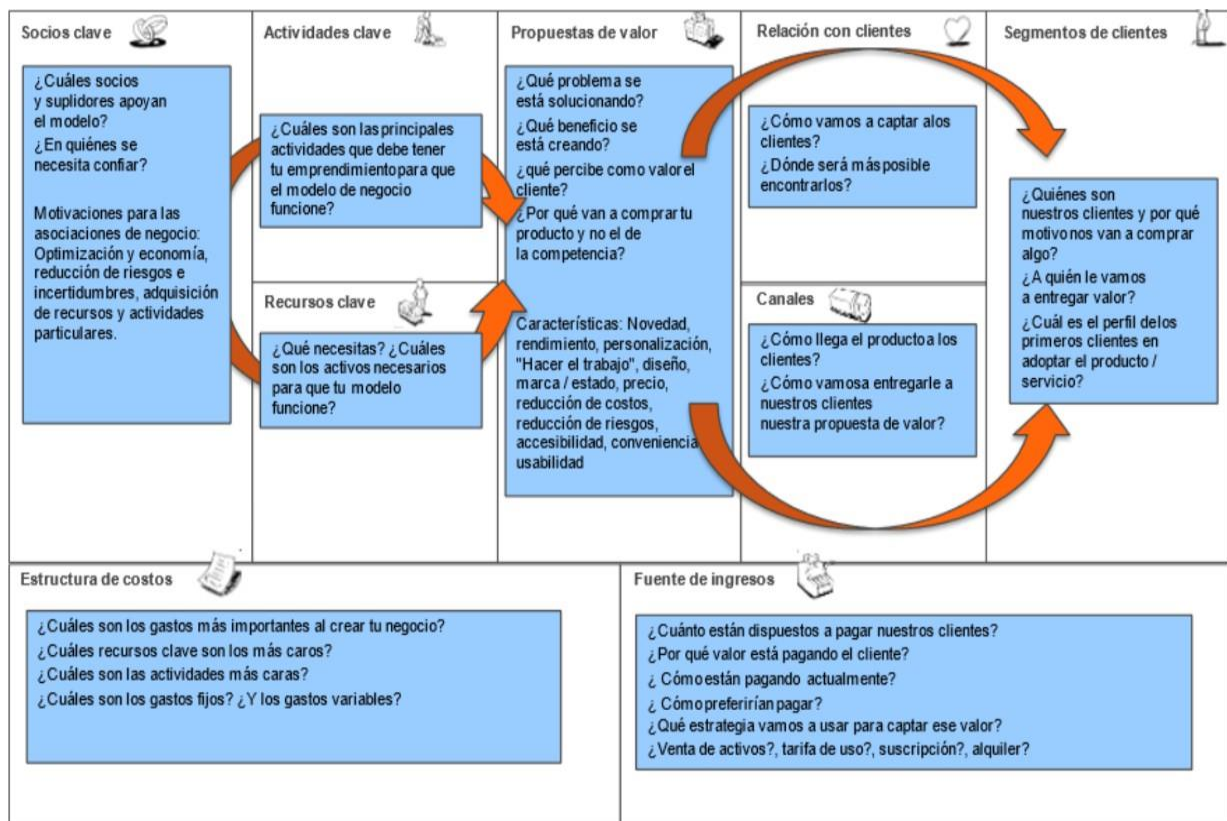 Socios clave
¿Cuáles socios
y suplidores apoyan
el modelo?
¿En quiénes se
necesita confiar?
Motivaciones para las
asociaciones de negocio:
Optimización y economía,
reducción de riesgos e
incertidumbres, adquisición
de recursos y actividades
particulares.
Actividades clave
¿Cuáles son las principales
actividades que debe tener
tu emprendimiento para que
el modelo de negocio
funcione?
Recursos clave
¿Qué necesitas? ¿Cuáles
son los activos necesarios
para que tu modelo
funcione?
Propuestas de valor
¿Qué problema se
está solucionando?
¿Qué beneficio se
está creando?
¿qué percibe como valor el
cliente?
¿Por qué van a comprar tu
producto y no el de
la competencia?
Características: Novedad,
rendimiento, personalización,
"Hacer el trabajo", diseño,
marca / estado, precio,
reducción de costos,
reducción de riesgos,
accesibilidad, conveniencia
usabilidad
Relación con clientes
¿Cómo vamos a captar alos
clientes?
¿Dónde será más posible
encontrarlos?
Canales
¿Cómo llega el producto a los
clientes?
¿Cómo vamosa entregarle a
nuestros clientes
nuestra propuesta de valor?
Segmentos de clientes
¿Quiénes son
nuestros clientes y por qué
motivo nos van a comprar
algo?
¿A quién le vamos
a entregar valor?
¿Cuál es el perfil delos
primeros clientes en
adoptar el producto /
servicio?
Estructura de costos
¿Cuáles son los gastos más importantes al crear tu negocio?
¿Cuáles recursos clave son los más caros?
¿Cuáles son las actividades más caras?
¿Cuáles son los gastos fijos? ¿Y los gastos variables?
Fuente de ingresos
¿Cuánto están dispuestos a pagar nuestros clientes?
¿Por qué valor está pagando el cliente?
¿ Cómo están pagando actualmente?
¿ Cómo preferirían pagar?
¿Qué estrategia vamos a usar para captar ese valor?
¿Venta de activos?, tarifa de uso?, suscripción?, alquiler?